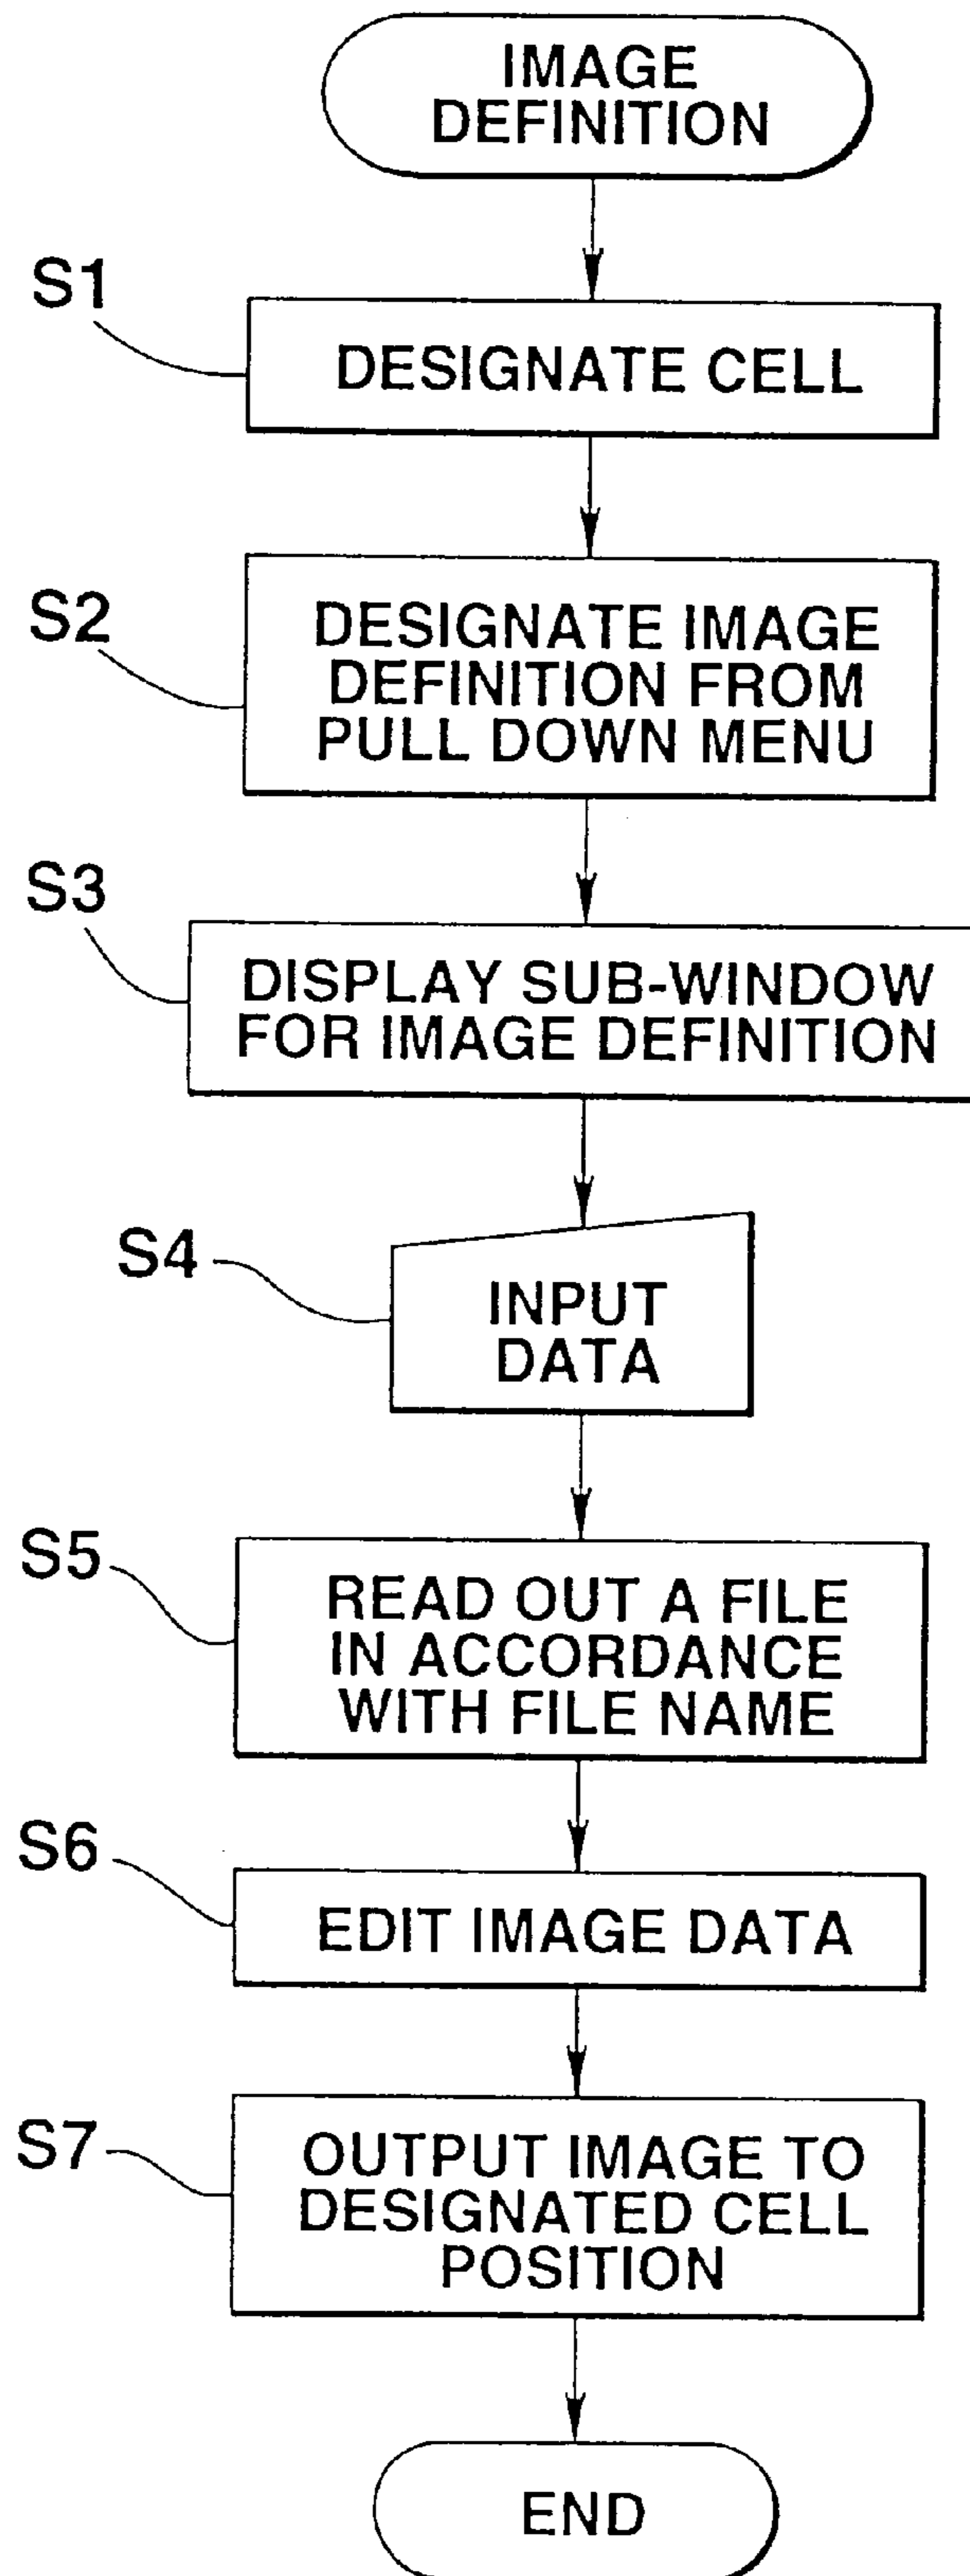 IMAGE
DEFINITION
S1
DESIGNATE CELL
S2
DESIGNATE IMAGE
DEFINITION FROM
PULL DOWN MENU
S3
DISPLAY SUB-WINDOW
FOR IMAGE DEFINITION
S4
INPUT
DATA
S5
READ OUT A FILE
IN ACCORDANCE
WITH FILE NAME
S6
EDIT IMAGE DATA
S7
OUTPUT IMAGE TO
DESIGNATED CELL
POSITION
END